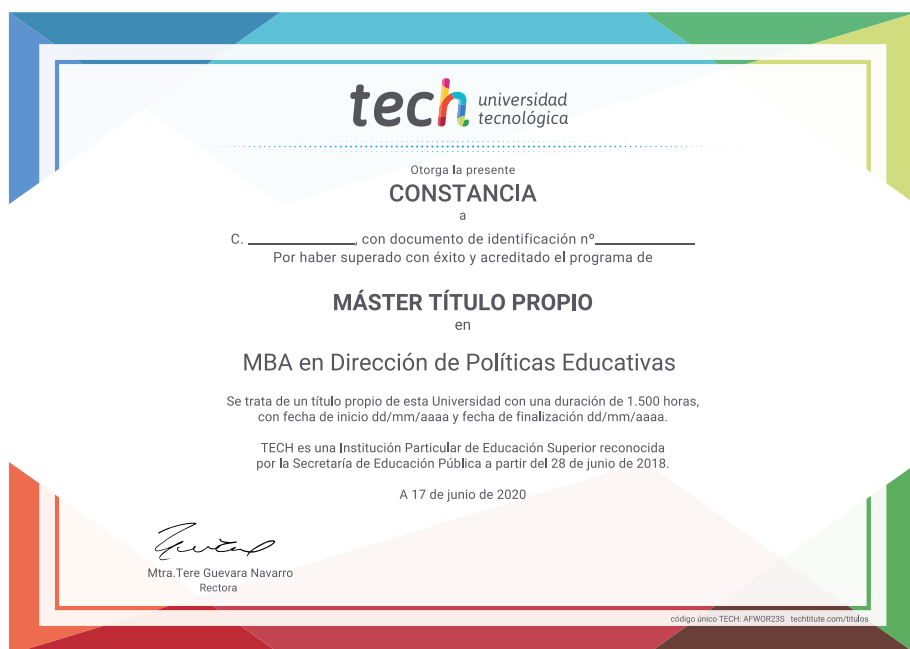 tech universidad
tecnológica
Otorga la presente
CONSTANCIA
a
C. ____________, con documento de identificación nº____________
Por haber superado con éxito y acreditado el programa de
MÁSTER TÍTULO PROPIO
en
MBA en Dirección de Políticas Educativas
Se trata de un título propio de esta Universidad con una duración de 1.500 horas,
con fecha de inicio dd/mm/aaaa y fecha de finalización dd/mm/aaaa.
TECH es una Institución Particular de Educación Superior reconocida
por la Secretaría de Educación Pública a partir del 28 de junio de 2018.
A 17 de junio de 2020
Mtra.Tere Guevara Navarro
Rectora
código único TECH: AFWOR23S techtitute.com/titulos